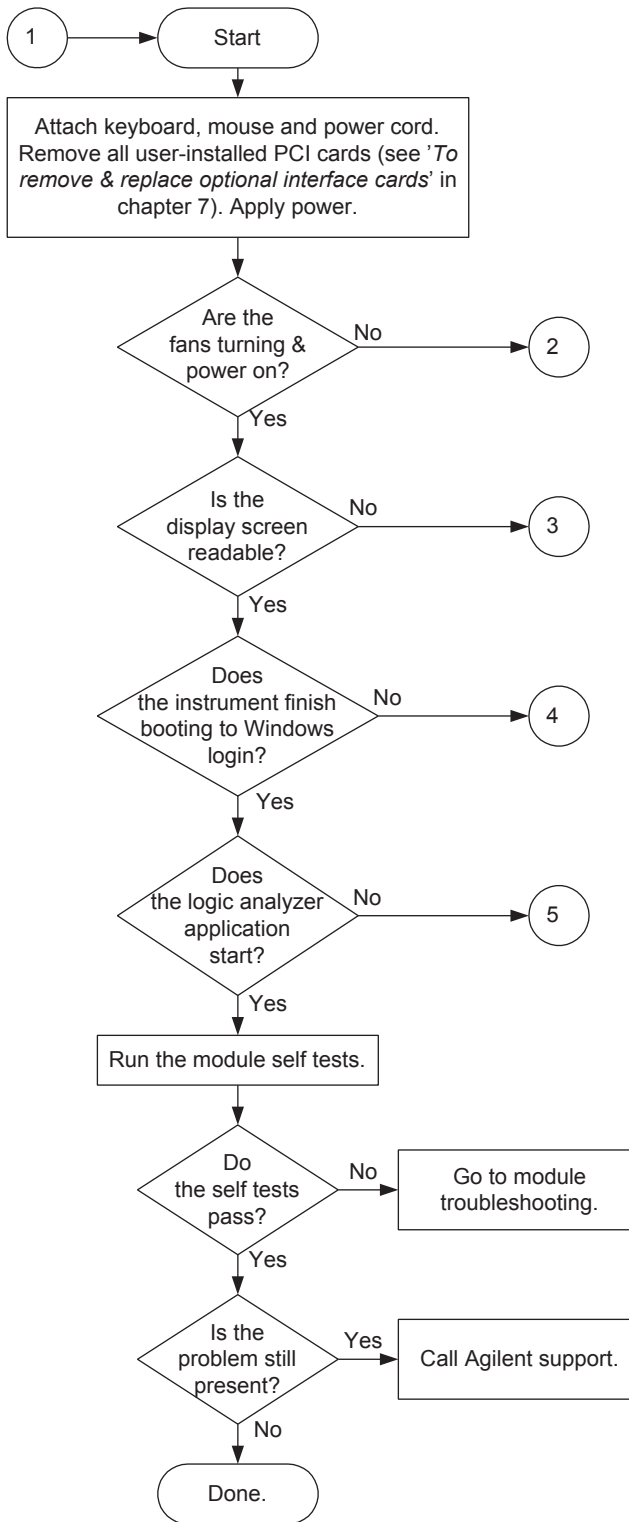 1
Start
Attach keyboard, mouse and power cord.
Remove all user-installed PCI cards (see 'To
remove & replace optional interface cards' in
chapter 7). Apply power.
Are the
fans turning &
power on?
No
2
Yes
Is the
display screen
readable?
No
3
Yes
Does
the instrument finish
booting to Windows
login?
No
4
Yes
Does
the logic analyzer
application
start?
No
5
Yes
Run the module self tests.
Do
the self tests
pass?
No
Go to module
troubleshooting.
Yes
Is the
problem still
present?
Yes
Call Agilent support.
No
Done.